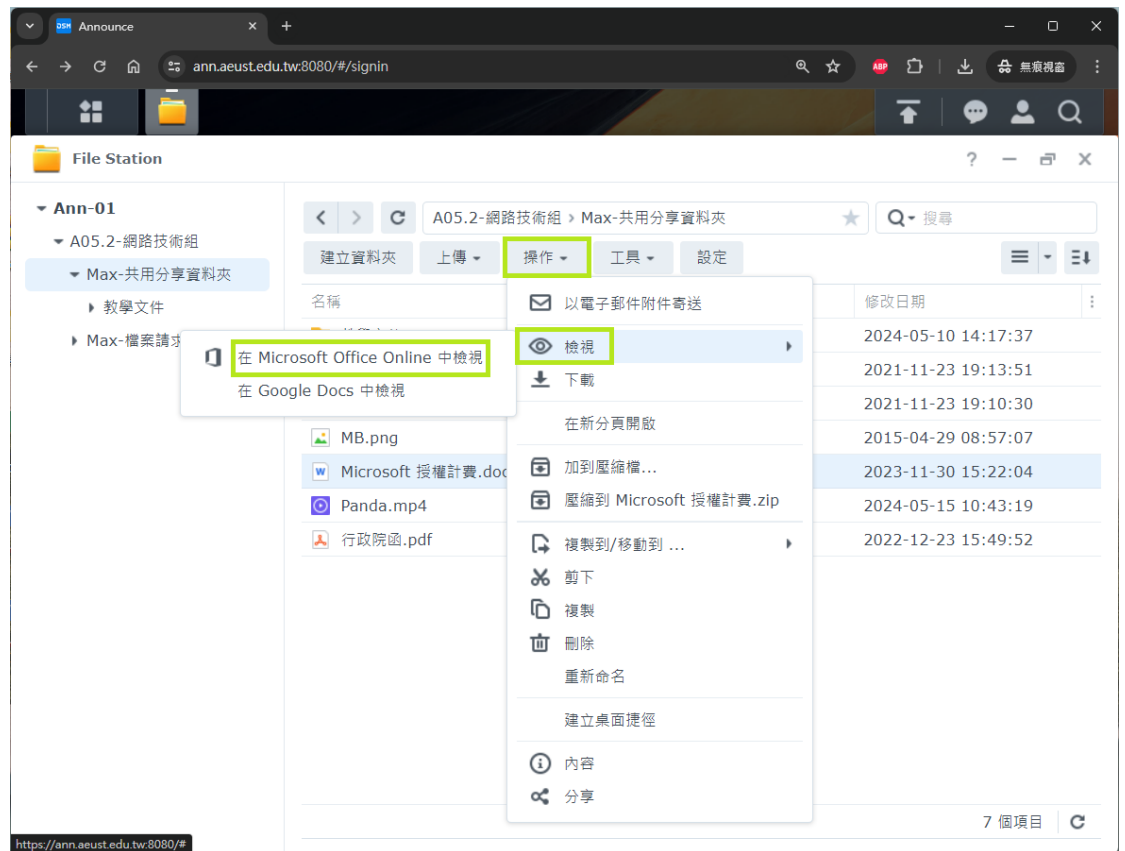 DSM Announce
ann.aeust.edu.tw:8080/#/signin
ABP
無痕視窗
File Station
Ann-01
A05.2-網路技術組
Max-共用分享資料夾
教學文件
Max-檔案請求
A05.2-網路技術組 › Max-共用分享資料夾
搜尋
建立資料夾 上傳 操作 工具 設定
名稱 修改日期
2024-05-10 14:17:37
2021-11-23 19:13:51
2021-11-23 19:10:30
MB.png 2015-04-29 08:57:07
Microsoft 授權計費.doc 2023-11-30 15:22:04
Panda.mp4 2024-05-15 10:43:19
行政院函.pdf 2022-12-23 15:49:52
以電子郵件附件寄送
檢視
在 Microsoft Office Online 中檢視
在 Google Docs 中檢視
下載
在新分頁開啟
加到壓縮檔...
壓縮到 Microsoft 授權計費.zip
複製到/移動到 ...
剪下
複製
刪除
重新命名
建立桌面捷徑
內容
分享
7 個項目
https://ann.aeust.edu.tw:8080/#